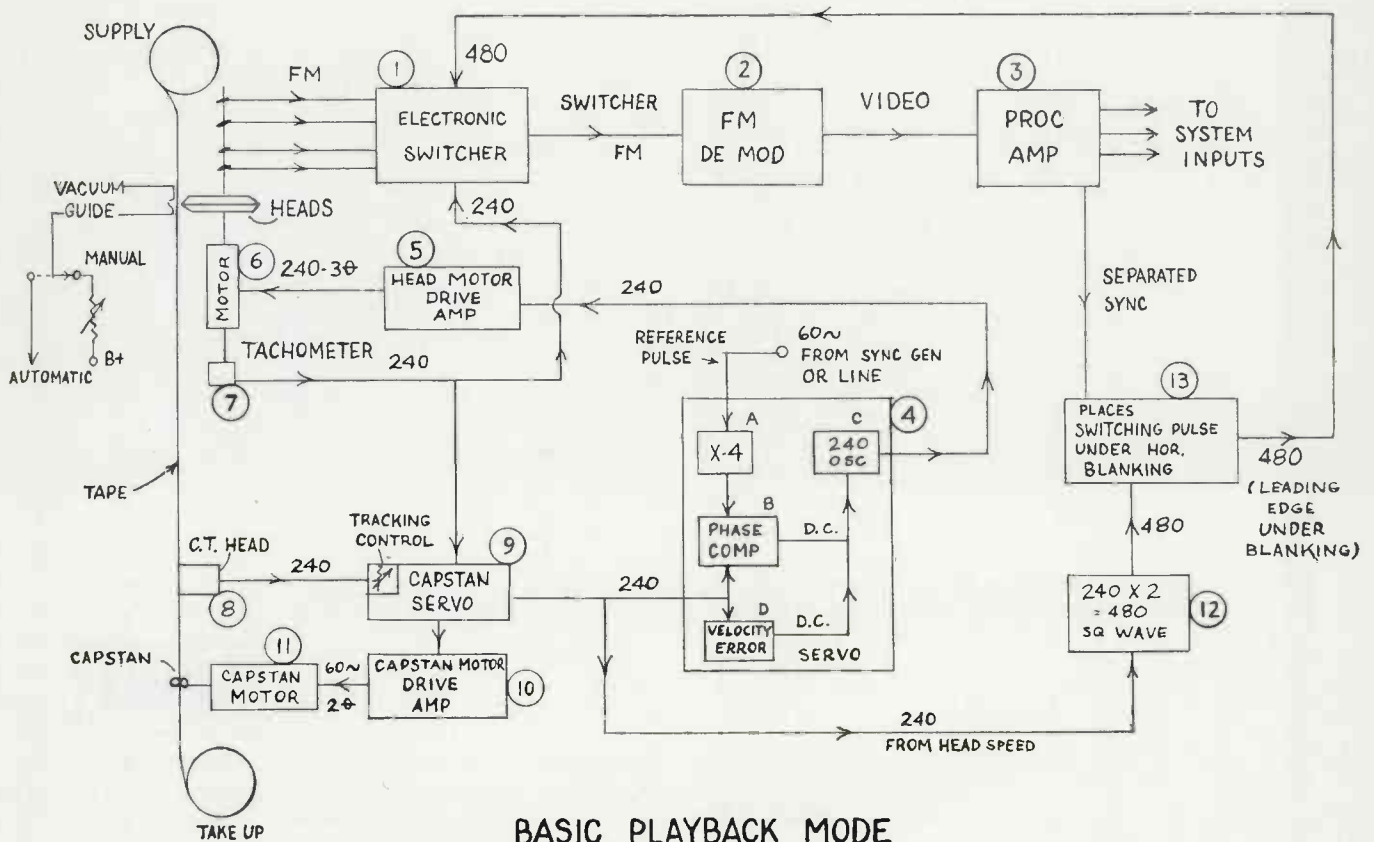 SUPPLY
480
FM
1
2
3
ELECTRONIC
SWITCHER
SWITCHER
FM
FM
DE MOD
VIDEO
PROC
AMP
TO
SYSTEM
INPUTS
VACUUM
GUIDE
HEADS
240
MANUAL
B+
AUTOMATIC
6
MOTOR
240-3θ
5
HEAD MOTOR
DRIVE
AMP
240
SEPARATED
SYNC
TACHOMETER
7
240
REFERENCE
PULSE
60~
FROM SYNC GEN
OR LINE
4
A
X-4
C
240
OSC
B
PHASE
COMP
D.C.
D
VELOCITY
ERROR
D.C.
SERVO
13
PLACES
SWITCHING PULSE
UNDER HOR.
BLANKING
480
(LEADING
EDGE
UNDER
BLANKING)
480
TAPE
C.T. HEAD
8
240
TRACKING
CONTROL
9
CAPSTAN
SERVO
240
240 X 2
= 480
SQ WAVE
12
CAPSTAN
11
CAPSTAN
MOTOR
60~
2θ
CAPSTAN MOTOR
DRIVE
AMP
10
240
FROM HEAD SPEED
TAKE UP
BASIC PLAYBACK MODE